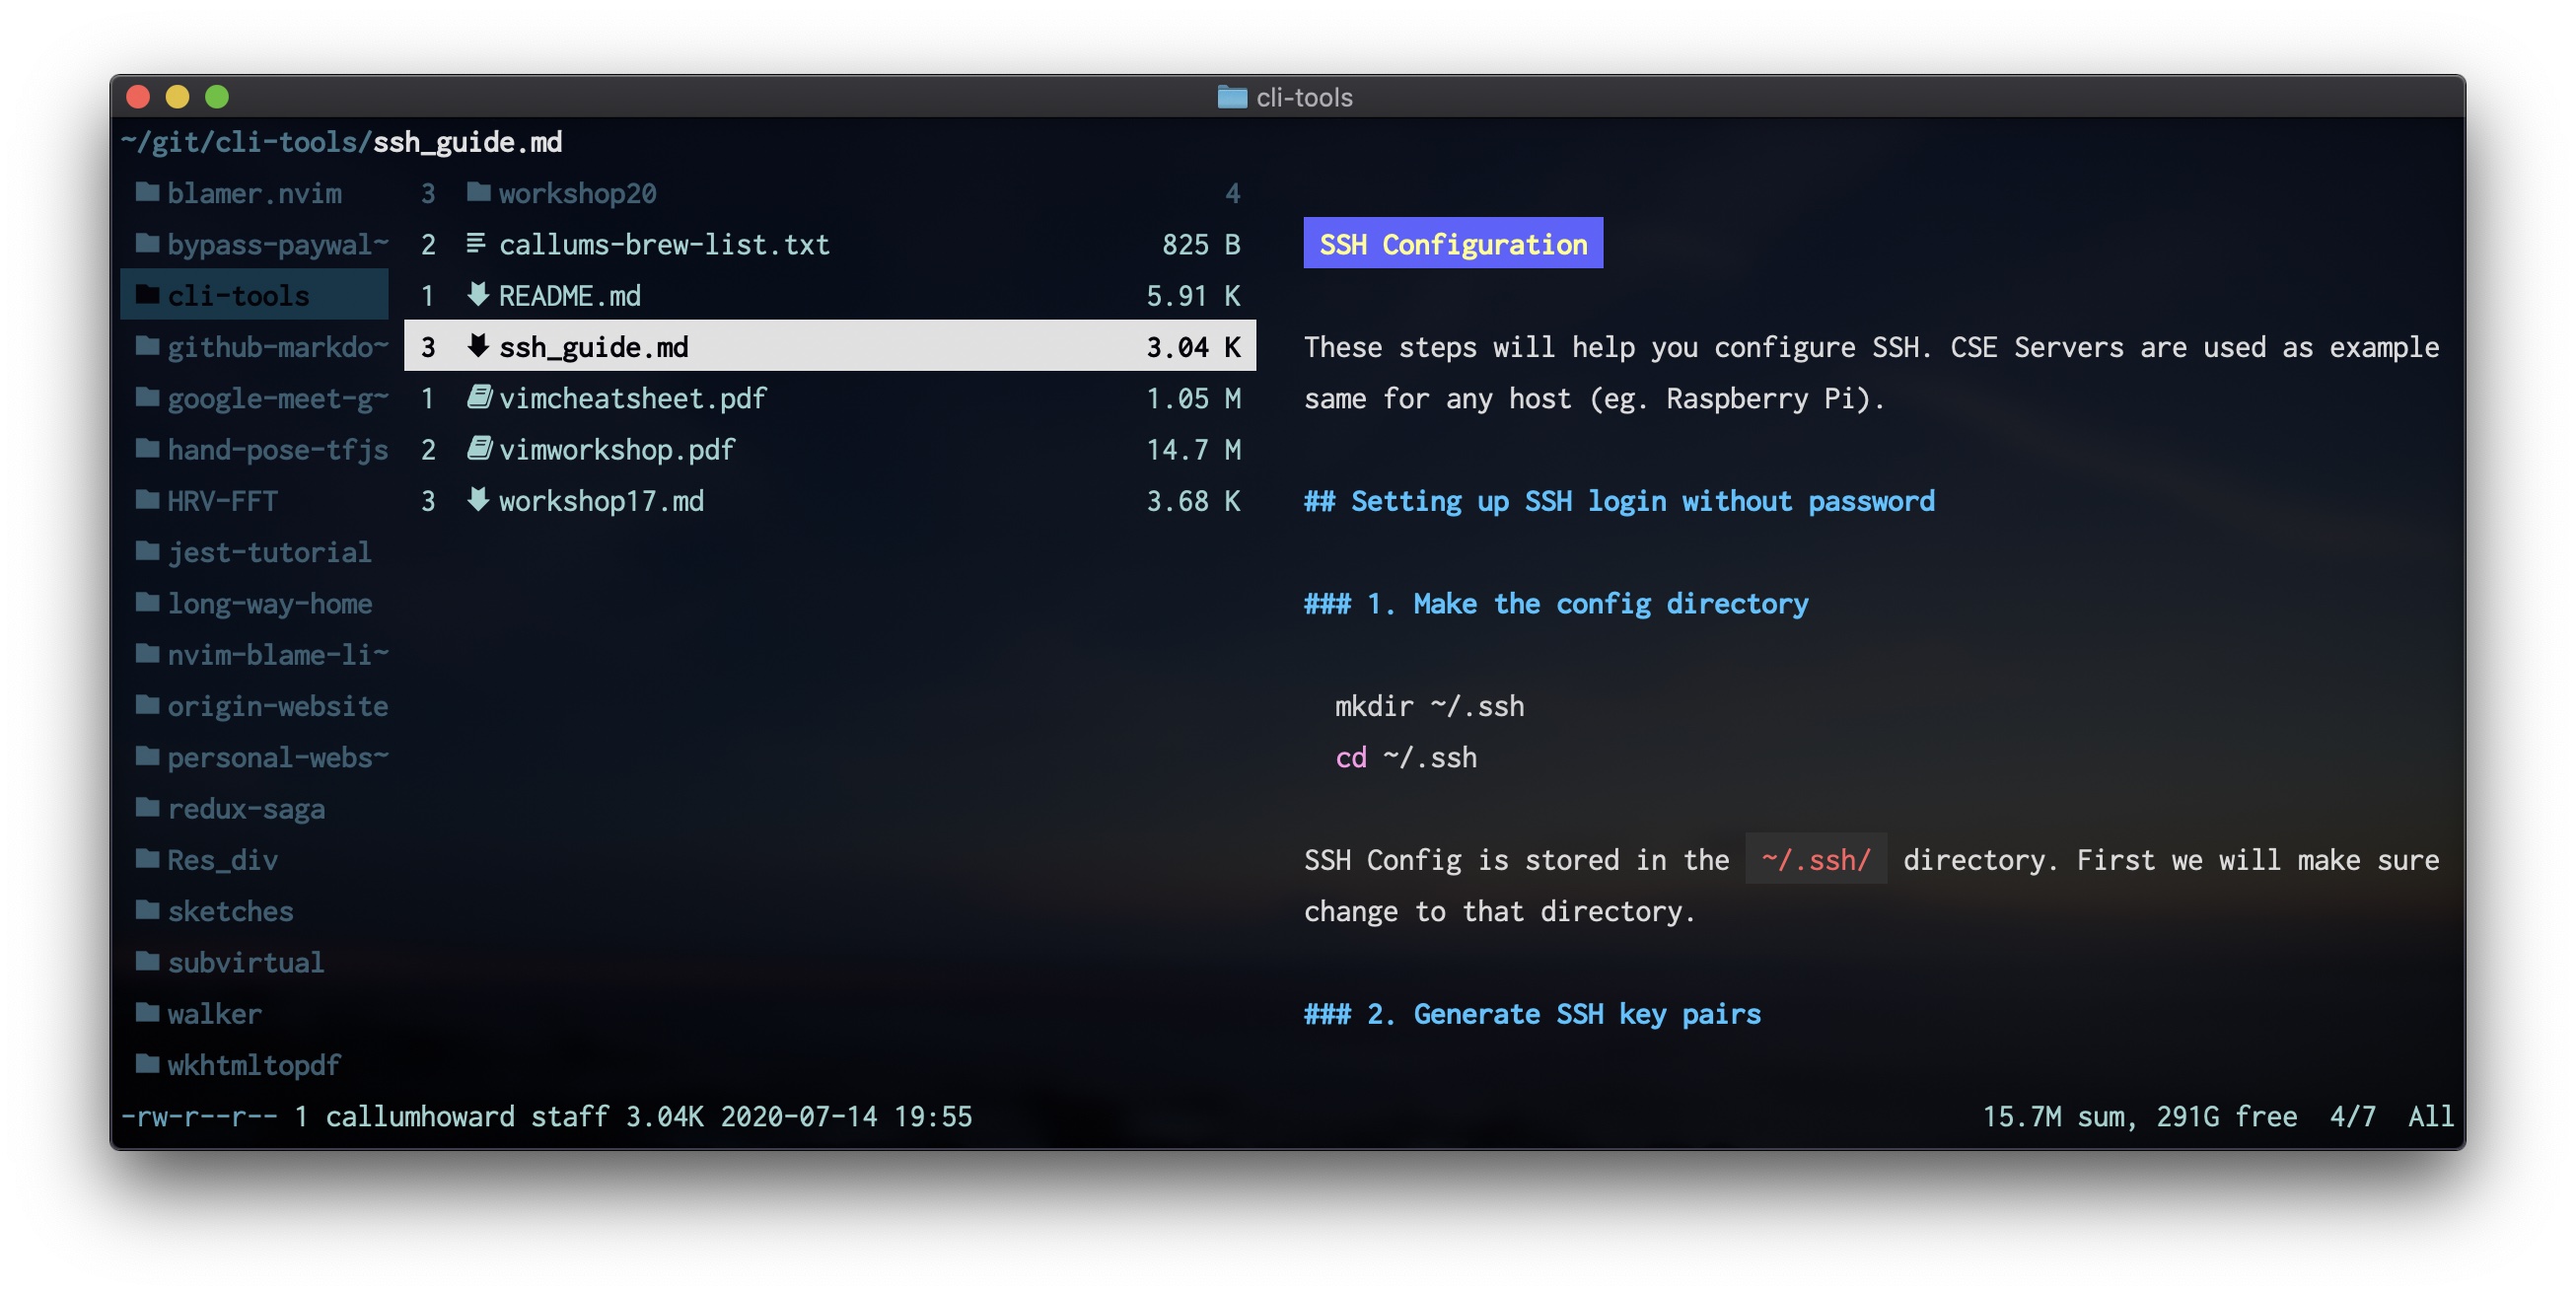 cli-tools
~/git/cli-tools/ssh_guide.md
blamer.nvim
bypass-paywal~
cli-tools
github-markdo~
google-meet-g~
hand-pose-tfjs
HRV-FFT
jest-tutorial
long-way-home
nvim-blame-li~
origin-website
personal-webs~
redux-saga
Res_div
sketches
subvirtual
walker
wkhtmltopdf
3 workshop20 4
2 callums-brew-list.txt 825 B
1 README.md 5.91 K
3 ssh_guide.md 3.04 K
1 vimcheatsheet.pdf 1.05 M
2 vimworkshop.pdf 14.7 M
3 workshop17.md 3.68 K
SSH Configuration
These steps will help you configure SSH. CSE Servers are used as example
same for any host (eg. Raspberry Pi).
## Setting up SSH login without password
### 1. Make the config directory
mkdir ~/.ssh
cd ~/.ssh
SSH Config is stored in the ~/.ssh/ directory. First we will make sure
change to that directory.
### 2. Generate SSH key pairs
-rw-r--r-- 1 callumhoward staff 3.04K 2020-07-14 19:55
15.7M sum, 291G free 4/7 All